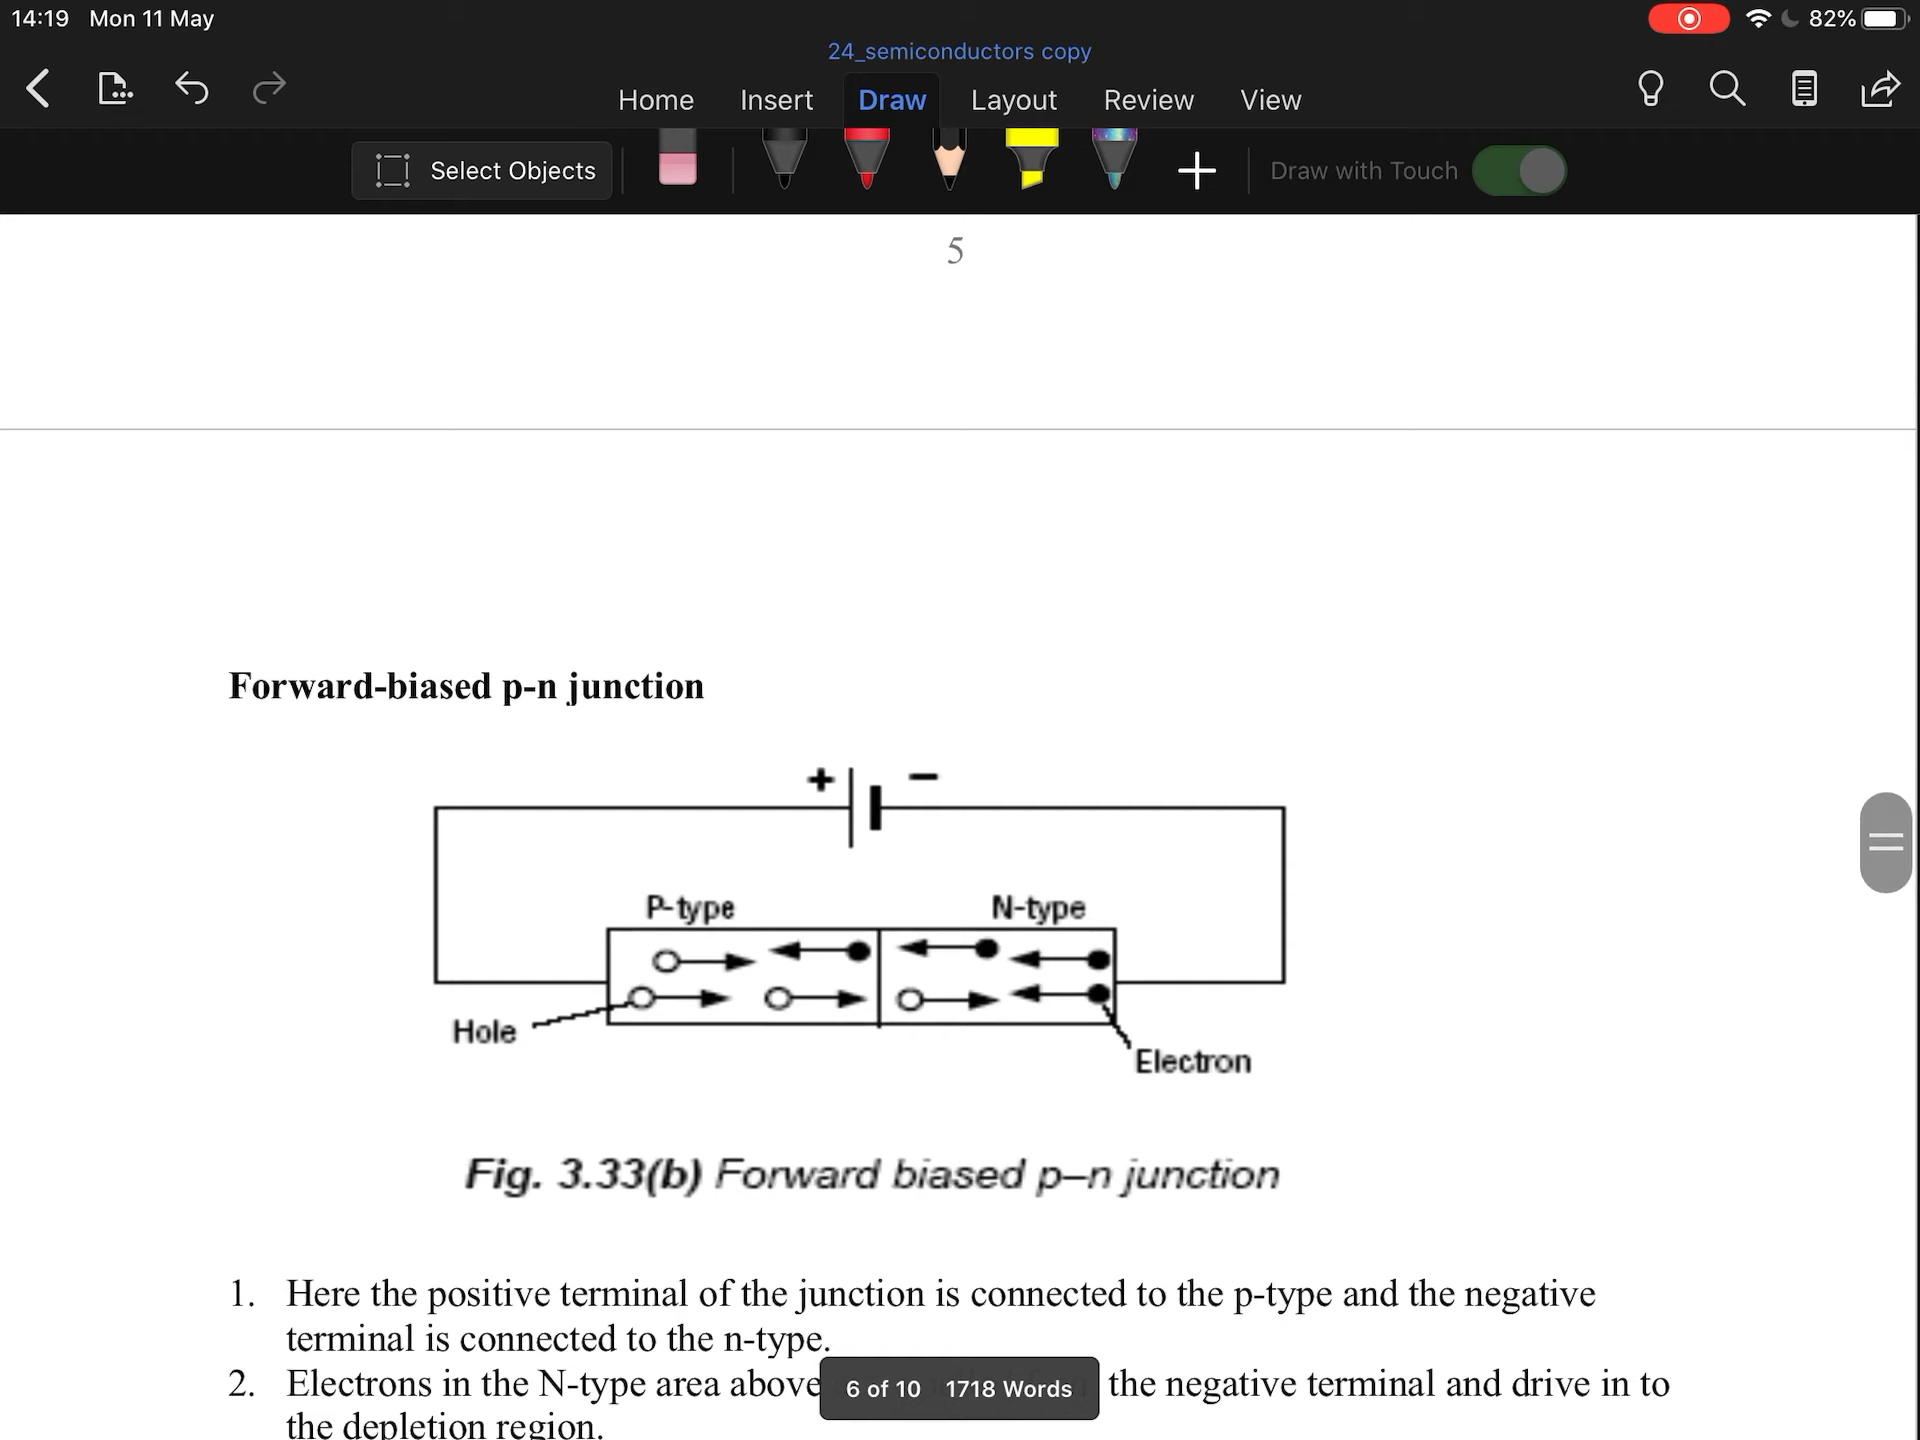 14:19 Mon 11 May
82%
24_semiconductors copy
Home Insert Draw Layout Review View
Select Objects
Draw with Touch
5
Forward-biased p-n junction
+ −
P-type N-type
Hole
Electron
Fig. 3.33(b) Forward biased p–n junction
1. Here the positive terminal of the junction is connected to the p-type and the negative
terminal is connected to the n-type.
2. Electrons in the N-type area above the negative terminal and drive in to
6 of 10 1718 Words
the depletion region.